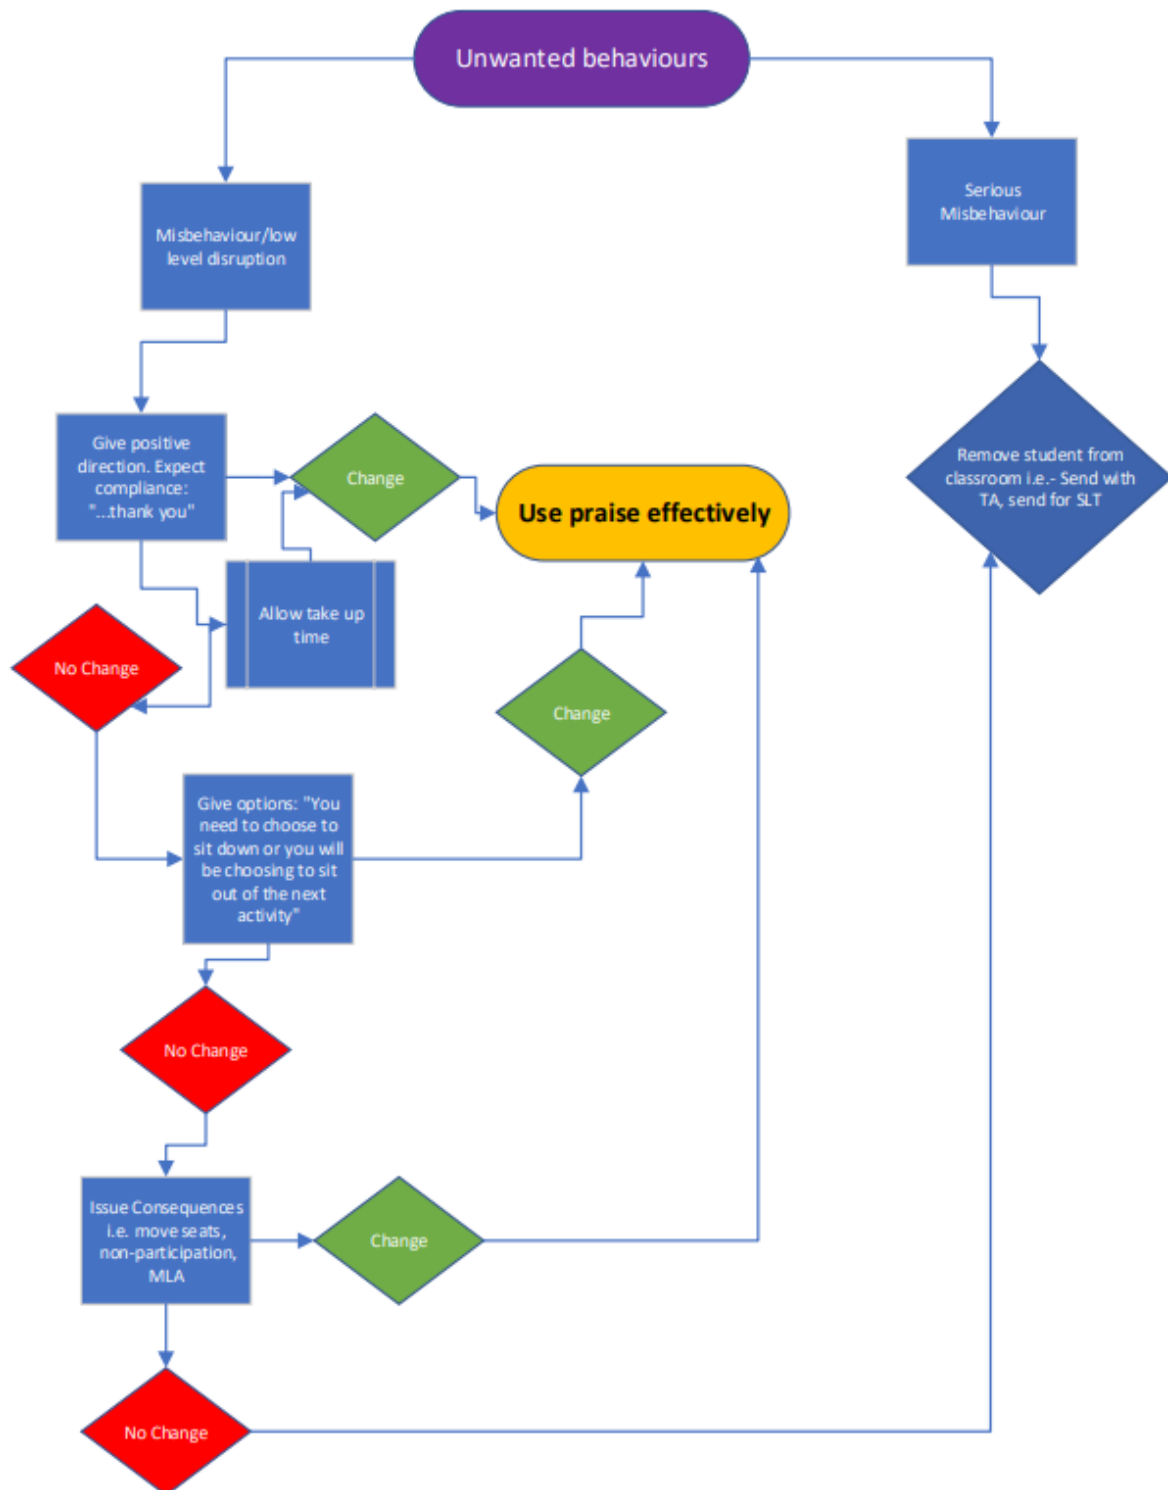 Unwanted behaviours
Serious
Misbehaviour
Misbehaviour/low
level disruption
Give positive
direction. Expect
compliance:
"...thank you"
Change
Use praise effectively
Remove student from
classroom i.e.- Send with
TA, send for SLT
Allow take up
time
No Change
Change
Give options: "You
need to choose to
sit down or you will
be choosing to sit
out of the next
activity"
No Change
Issue Consequences
i.e. move seats,
non-participation,
MLA
Change
No Change